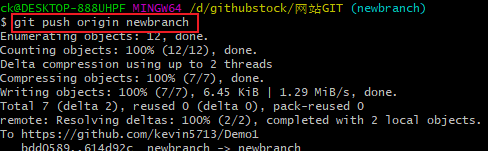 ck@DESKTOP-888UHPF MINGW64 /d/githubstock/网站GIT (newbranch)
$ git push origin newbranch
Enumerating objects: 12, done.
Counting objects: 100% (12/12), done.
Delta compression using up to 2 threads
Compressing objects: 100% (7/7), done.
Writing objects: 100% (7/7), 6.45 KiB | 1.29 MiB/s, done.
Total 7 (delta 2), reused 0 (delta 0), pack-reused 0
remote: Resolving deltas: 100% (2/2), completed with 2 local objects.
To https://github.com/kevin5713/Demo1
bdd0589..614d92c newbranch -> newbranch